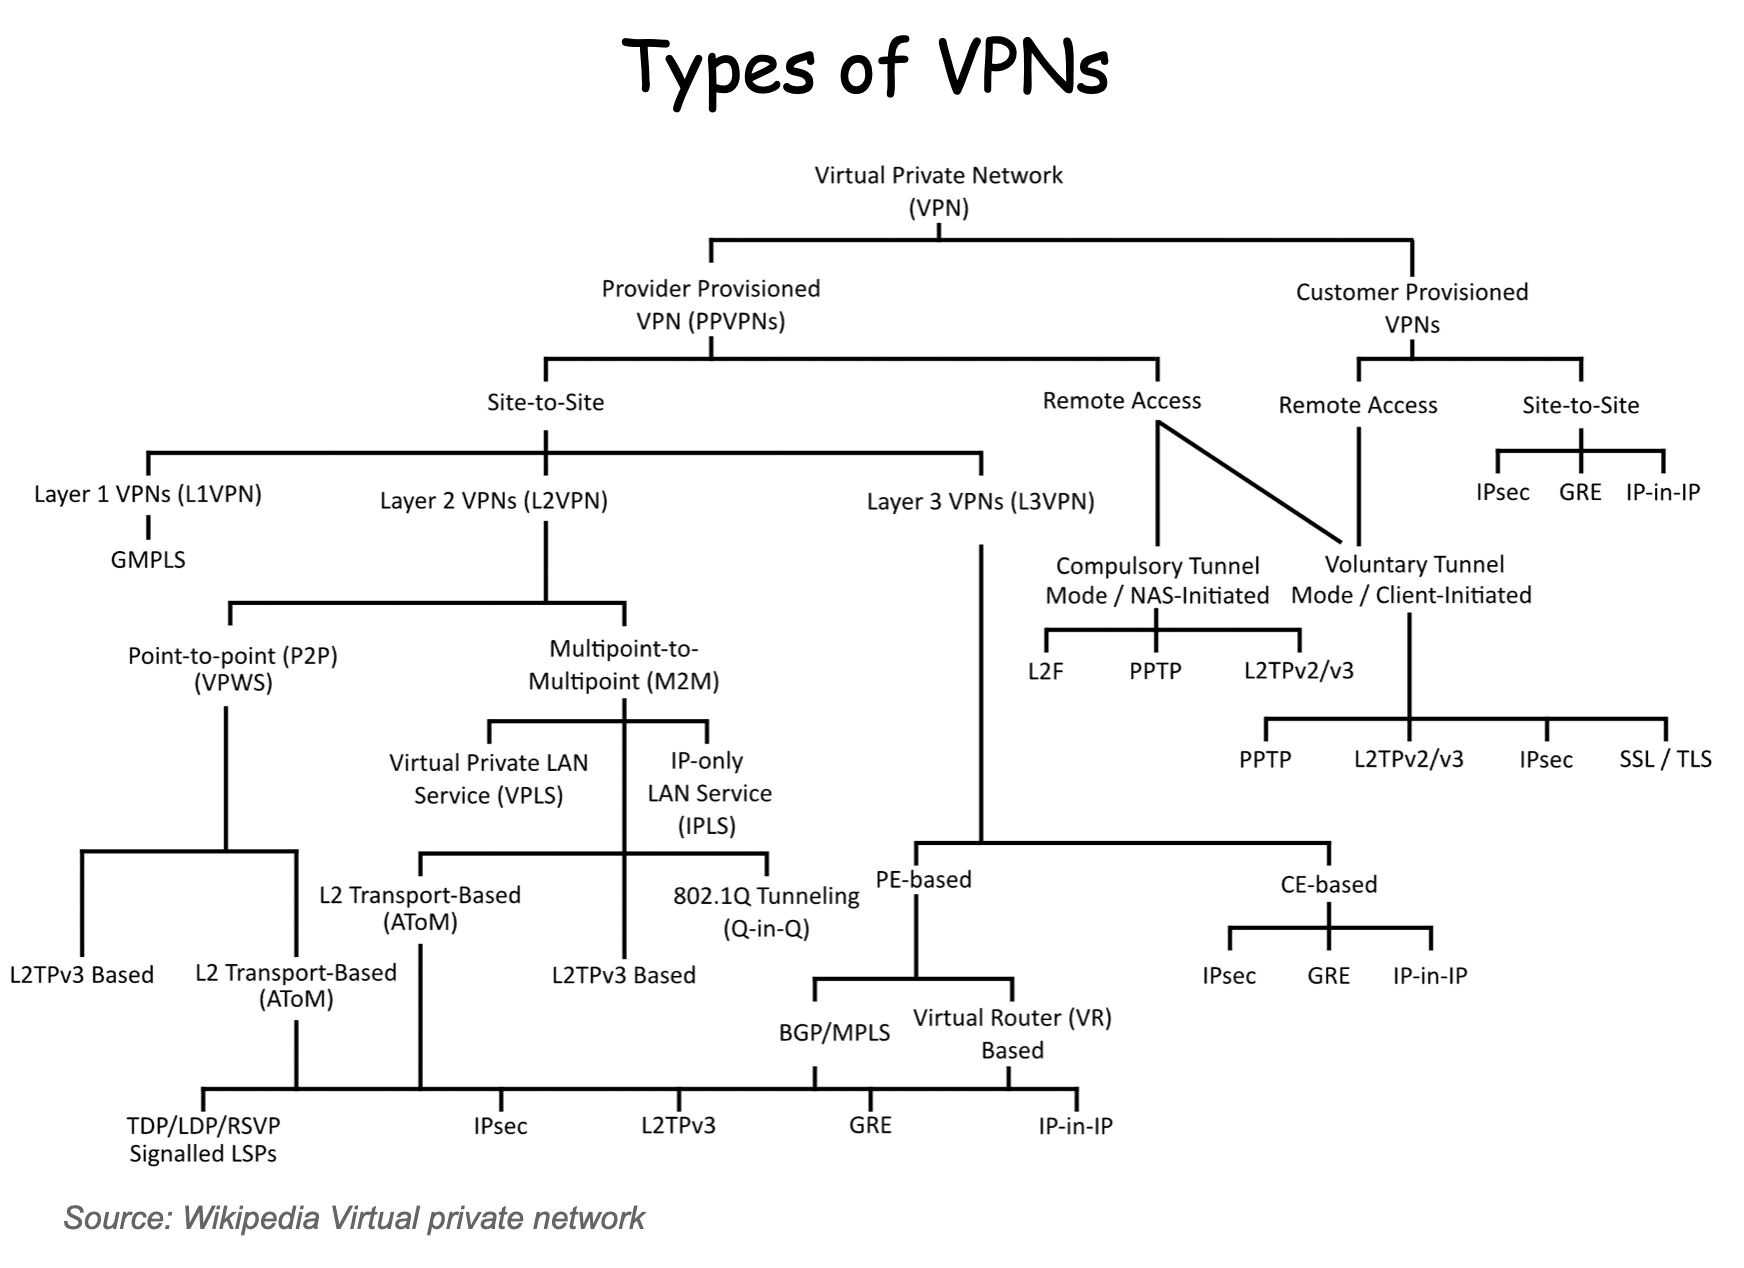 Types of VPNs
Virtual Private Network
(VPN)
Provider Provisioned
VPN (PPVPNs)
Customer Provisioned
VPNs
Site-to-Site
Remote Access
Remote Access
Site-to-Site
Layer 1 VPNs (L1VPN)
Layer 2 VPNs (L2VPN)
Layer 3 VPNs (L3VPN)
IPsec
GRE
IP-in-IP
GMPLS
Compulsory Tunnel
Mode / NAS-Initiated
Voluntary Tunnel
Mode / Client-Initiated
Point-to-point (P2P)
(VPWS)
Multipoint-to-
Multipoint (M2M)
L2F
PPTP
L2TPv2/v3
Virtual Private LAN
Service (VPLS)
IP-only
LAN Service
(IPLS)
PPTP
L2TPv2/v3
IPsec
SSL / TLS
L2 Transport-Based
(AToM)
802.1Q Tunneling
(Q-in-Q)
PE-based
CE-based
L2TPv3 Based
L2 Transport-Based
(AToM)
L2TPv3 Based
IPsec
GRE
IP-in-IP
BGP/MPLS
Virtual Router (VR)
Based
TDP/LDP/RSVP
Signalled LSPs
IPsec
L2TPv3
GRE
IP-in-IP
Source: Wikipedia Virtual private network